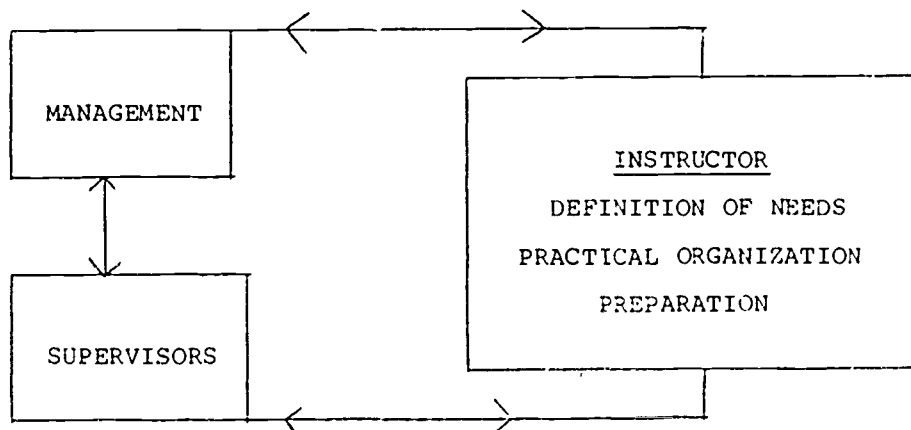 MANAGEMENT
INSTRUCTOR
DEFINITION OF NEEDS
PRACTICAL ORGANIZATION
PREPARATION
SUPERVISORS